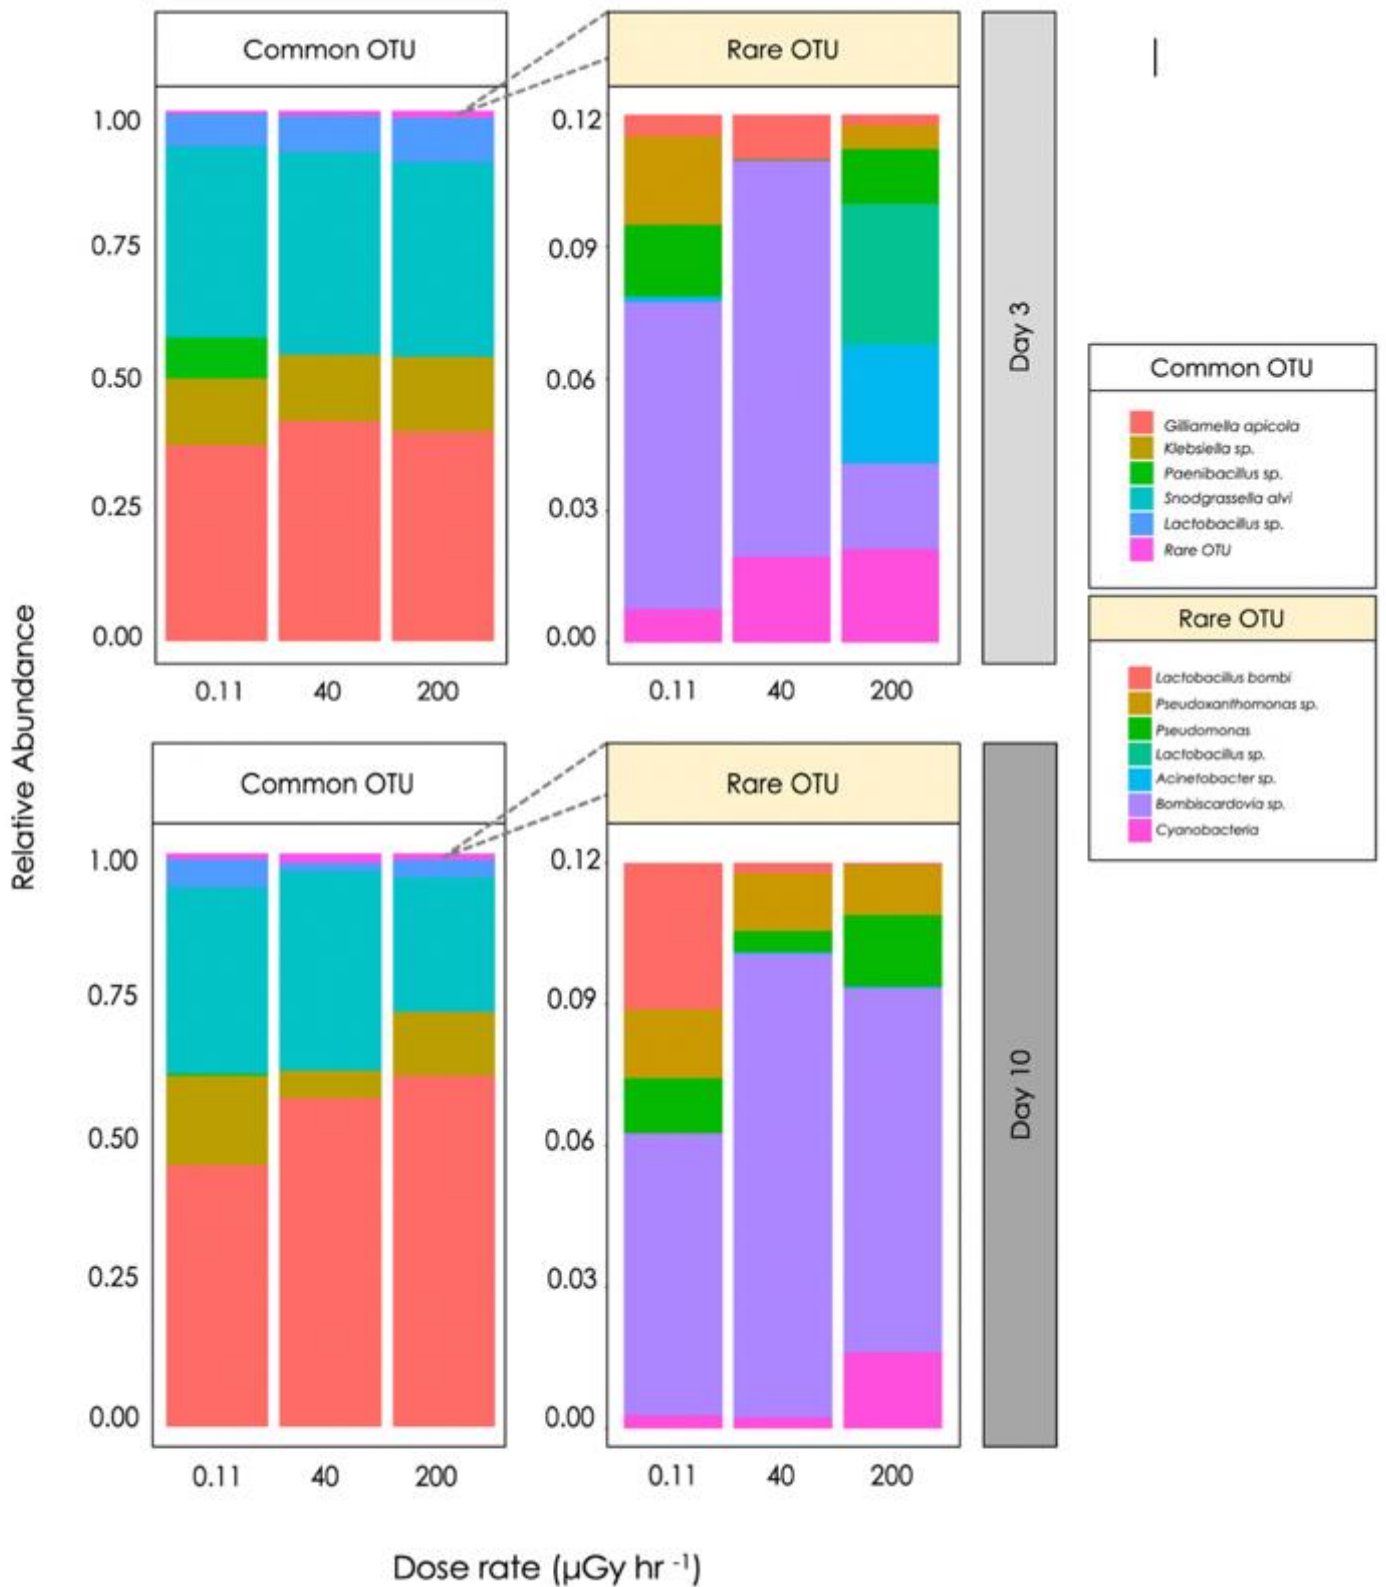 Common OTU
Rare OTU
1.00
0.75
0.50
0.25
0.00
0.12
0.09
0.06
0.03
0.00
0.11 40 200
0.11 40 200
Day 3
Common OTU
Gilliamella apicola
Klebsiella sp.
Paenibacillus sp.
Snodgrassella alvi
Lactobacillus sp.
Rare OTU
Rare OTU
Lactobacillus bombi
Pseudoxanthomonas sp.
Pseudomonas
Lactobacillus sp.
Acinetobacter sp.
Bombiscardovia sp.
Cyanobacteria
Relative Abundance
Common OTU
Rare OTU
1.00
0.75
0.50
0.25
0.00
0.12
0.09
0.06
0.03
0.00
0.11 40 200
0.11 40 200
Day 10
Dose rate (µGy hr -1)